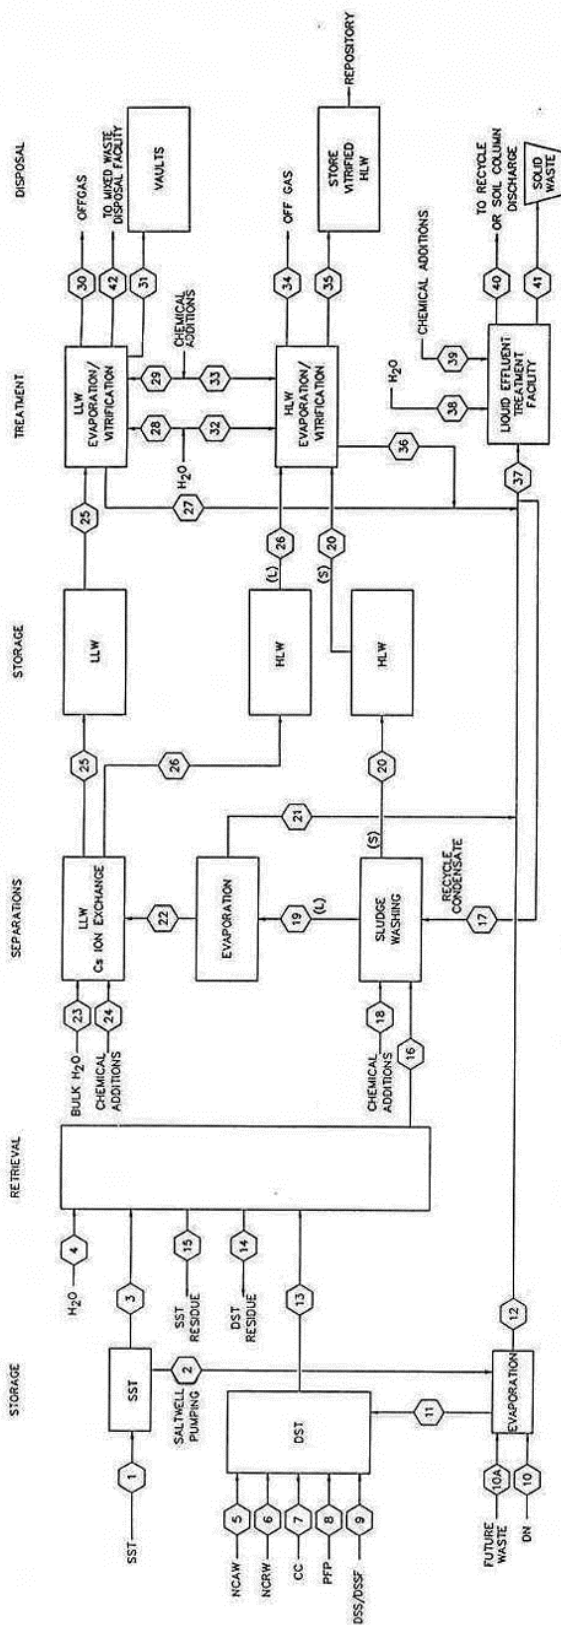 STORAGE
RETRIEVAL
SEPARATIONS
STORAGE
TREATMENT
DISPOSAL
SST
1
SST
3
2
SALTWELL
PUMPING
H2O
4
15
SST
RESIDUE
14
DST
RESIDUE
NCAW
5
NCRW
6
CC
7
PFP
8
DSS/DSSF
9
DST
13
11
FUTURE
WASTE
10A
DN
10
EVAPORATION
12
BULK H2O
23
CHEMICAL
ADDITIONS
24
LLW
Cs ION EXCHANGE
22
EVAPORATION
21
19
(L)
CHEMICAL
ADDITIONS
18
16
SLUDGE
WASHING
(S)
20
RECYCLE
CONDENSATE
17
25
26
LLW
HLW
HLW
25
27
26
(L)
20
(S)
LLW
EVAPORATION/
VITRIFICATION
28
29
CHEMICAL
ADDITIONS
H2O
32
33
HLW
EVAPORATION/
VITRIFICATION
36
37
H2O
38
CHEMICAL ADDITIONS
39
LIQUID EFFLUENT
TREATMENT
FACILITY
30
OFFGAS
42
TO MIXED WASTE
DISPOSAL FACILITY
31
VAULTS
34
OFF GAS
35
STORE
VITRIFIED
HLW
REPOSITORY
40
TO RECYCLE
OR SOIL COLUMN
DISCHARGE
41
SOLID
WASTE